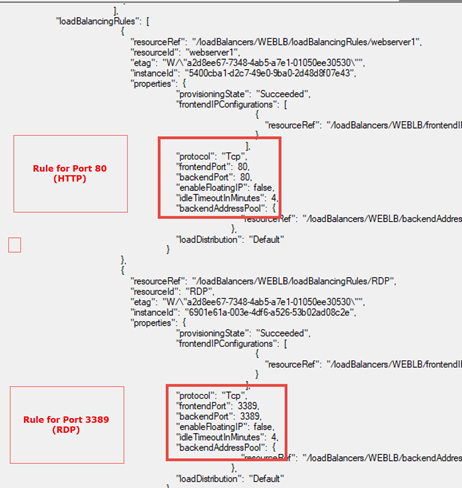 ],
"loadBalancingRules": [
{
"resourceRef": "/loadBalancers/WEBLB/loadBalancingRules/webserver1",
"resourceId": "webserver1",
"etag": "W/\"a2d8ee67-7348-4ab5-a7e1-01050ee30530\"",
"instanceId": "5400cba1-d2c7-49e0-9ba0-2d48d8f07e43",
"properties": {
"provisioningState": "Succeeded",
"frontendIPConfigurations": [
{
"resourceRef": "/loadBalancers/WEBLB/frontendIP
}
],
Rule for Port 80
(HTTP)
"protocol": "Tcp",
"frontendPort": 80,
"backendPort": 80,
"enableFloatingIP": false,
"idleTimeoutInMinutes": 4,
"backendAddressPool": {
"resourceRef": "/loadBalancers/WEBLB/backendAddres
},
"loadDistribution": "Default"
}
},
{
"resourceRef": "/loadBalancers/WEBLB/loadBalancingRules/RDP",
"resourceId": "RDP",
"etag": "W/\"a2d8ee67-7348-4ab5-a7e1-01050ee30530\"",
"instanceId": "6901e61a-003e-4df6-a526-53b02ad08c2e",
"properties": {
"provisioningState": "Succeeded",
"frontendIPConfigurations": [
{
"resourceRef": "/loadBalancers/WEBLB/frontendIP
}
],
Rule for Port 3389
(RDP)
"protocol": "Tcp",
"frontendPort": 3389,
"backendPort": 3389,
"enableFloatingIP": false,
"idleTimeoutInMinutes": 4,
"backendAddressPool": {
"resourceRef": "/loadBalancers/WEBLB/backendAddres
},
"loadDistribution": "Default"